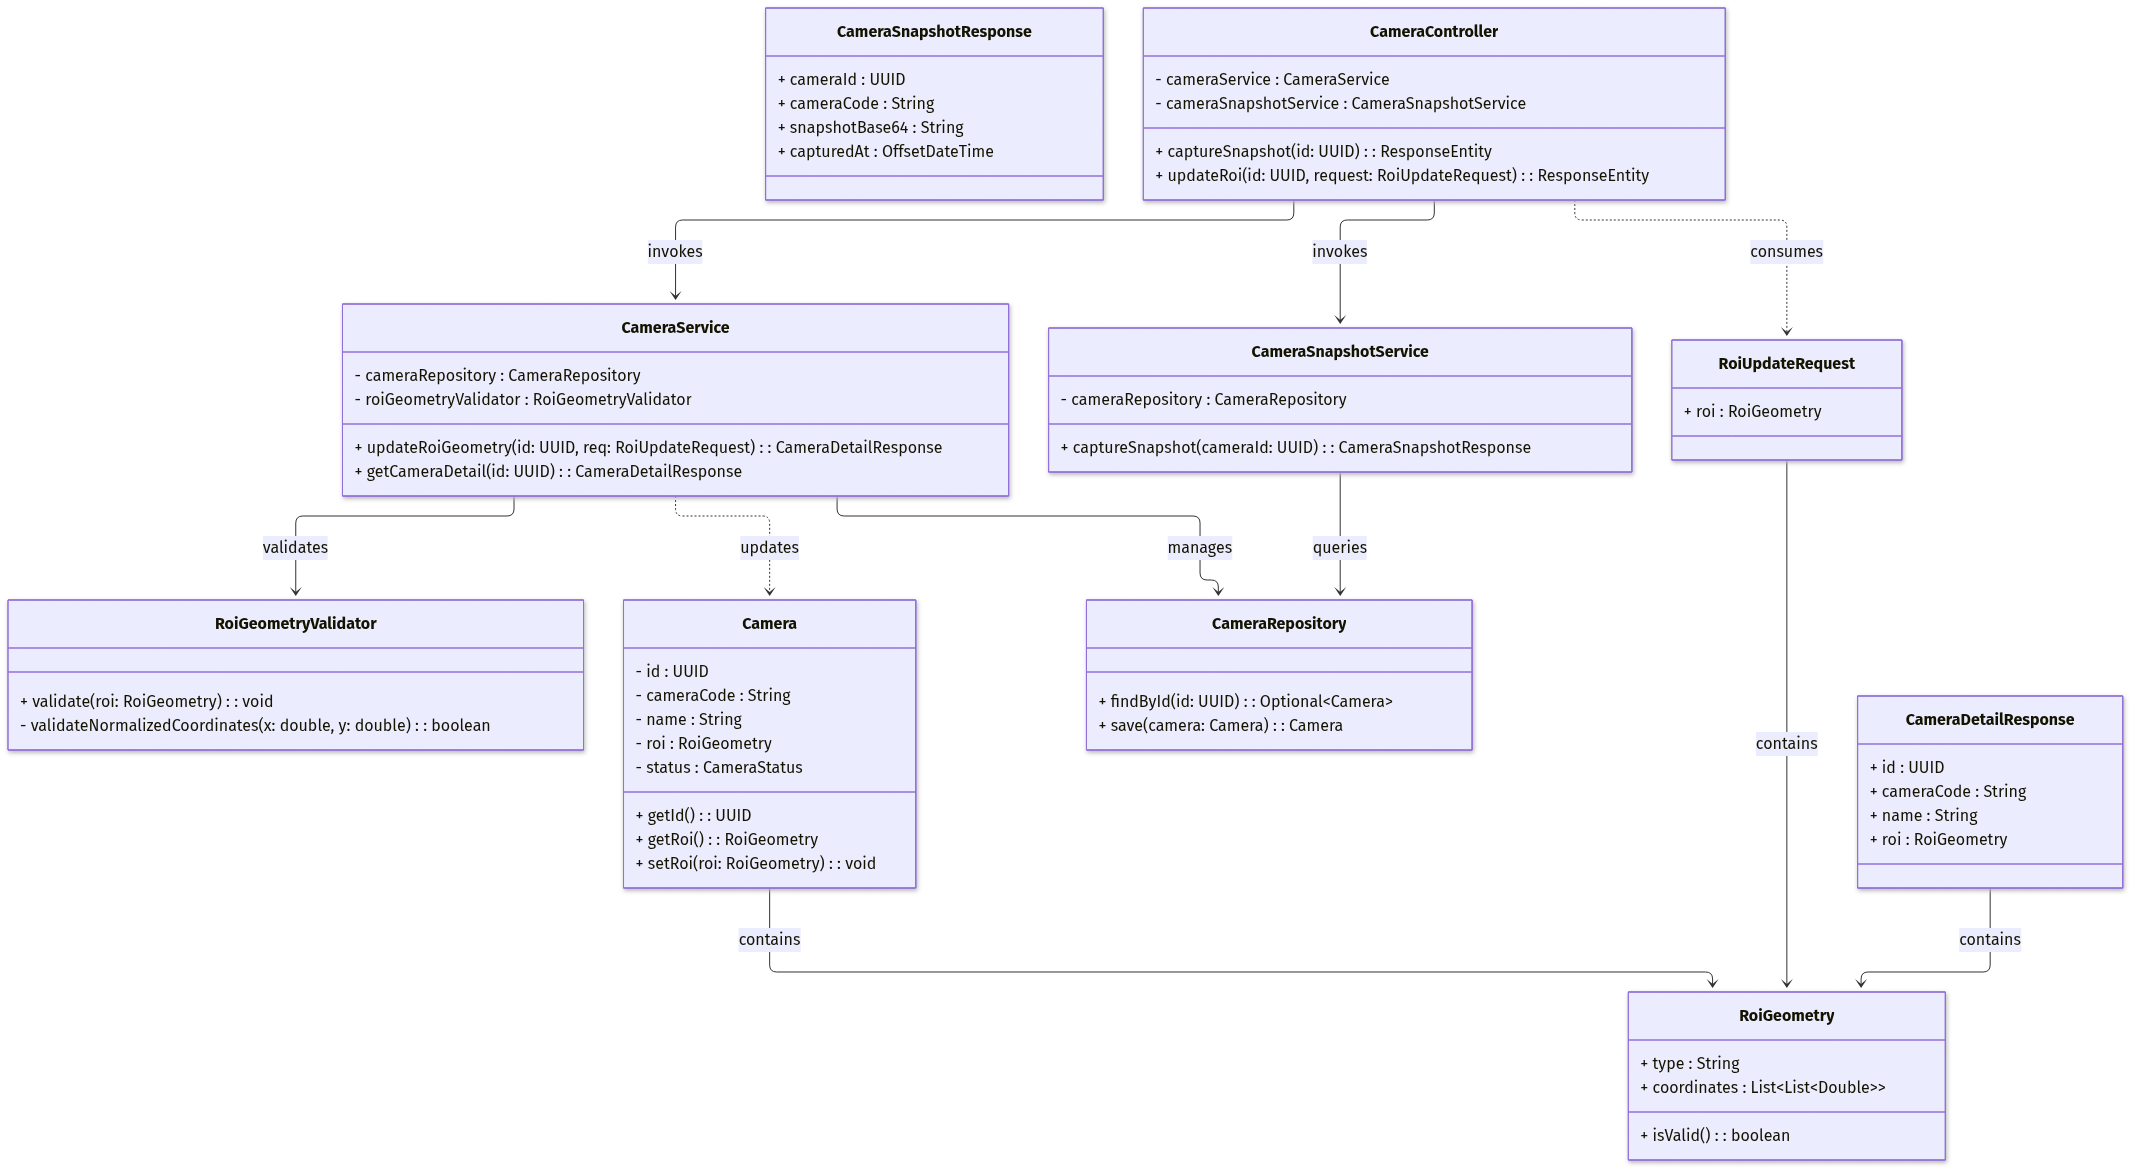 CameraSnapshotResponse
+ cameraId : UUID
+ cameraCode : String
+ snapshotBase64 : String
+ capturedAt : OffsetDateTime
CameraController
- cameraService : CameraService
- cameraSnapshotService : CameraSnapshotService
+ captureSnapshot(id: UUID) : : ResponseEntity
+ updateRoi(id: UUID, request: RoiUpdateRequest) : : ResponseEntity
invokes
invokes
consumes
CameraService
- cameraRepository : CameraRepository
- roiGeometryValidator : RoiGeometryValidator
+ updateRoiGeometry(id: UUID, req: RoiUpdateRequest) : : CameraDetailResponse
+ getCameraDetail(id: UUID) : : CameraDetailResponse
CameraSnapshotService
- cameraRepository : CameraRepository
+ captureSnapshot(cameraId: UUID) : : CameraSnapshotResponse
RoiUpdateRequest
+ roi : RoiGeometry
validates
updates
manages
queries
RoiGeometryValidator
+ validate(roi: RoiGeometry) : : void
- validateNormalizedCoordinates(x: double, y: double) : : boolean
Camera
- id : UUID
- cameraCode : String
- name : String
- roi : RoiGeometry
- status : CameraStatus
+ getId() : : UUID
+ getRoi() : : RoiGeometry
+ setRoi(roi: RoiGeometry) : : void
CameraRepository
+ findById(id: UUID) : : Optional<Camera>
+ save(camera: Camera) : : Camera
contains
CameraDetailResponse
+ id : UUID
+ cameraCode : String
+ name : String
+ roi : RoiGeometry
contains
contains
RoiGeometry
+ type : String
+ coordinates : List<List<Double>>
+ isValid() : : boolean